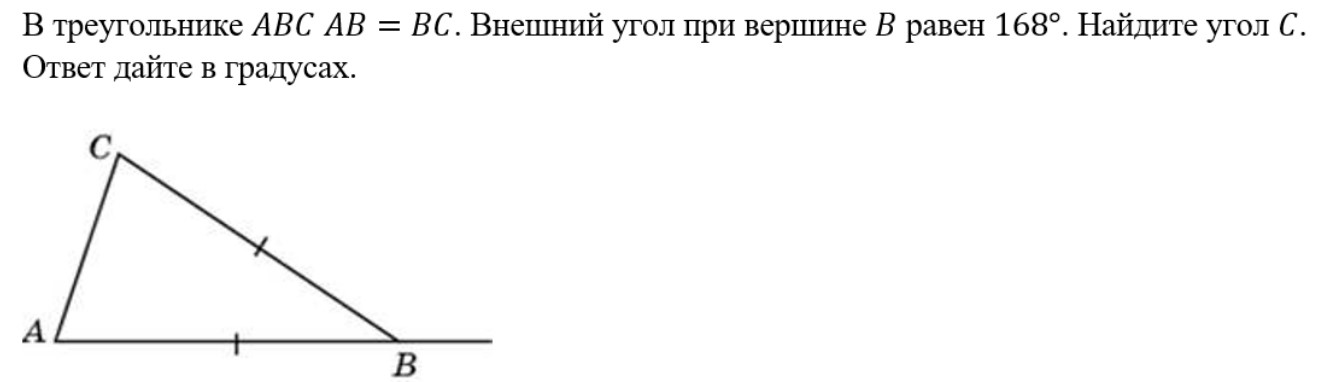 В треугольнике ABC AB = BC. Внешний угол при вершине B равен 168°. Найдите угол C.
Ответ дайте в градусах.
C
A
B